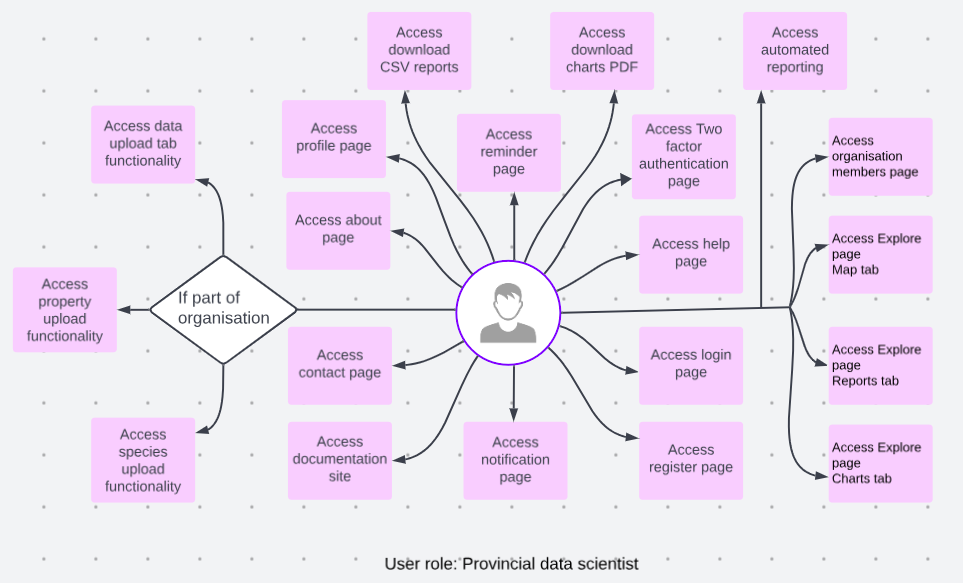 Access
download
CSV reports
Access
download
charts PDF
Access
automated
reporting
Access data
upload tab
functionality
Access
profile page
Access
reminder
page
Access Two
factor
authentication
page
Access
organisation
members page
Access about
page
Access help
page
Access Explore
page
Map tab
Access
property
upload
functionality
If part of
organisation
Access
contact page
Access login
page
Access Explore
page
Reports tab
Access
species
upload
functionality
Access
documentation
site
Access
notification
page
Access
register page
Access Explore
page
Charts tab
User role: Provincial data scientist